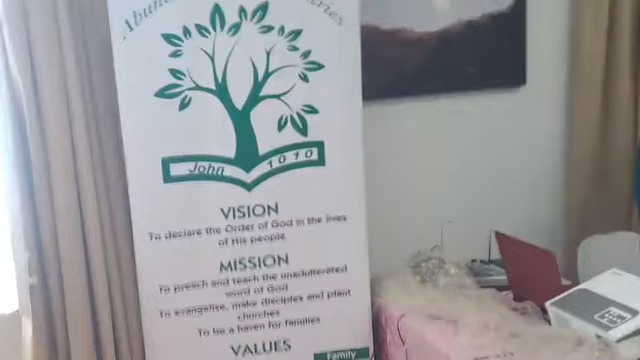 John 10 10
VISION
To declare the Order of God in the lives
of His people
MISSION
To preach and teach the unadulterated
word of God
To evangelise, make disciples and plant
churches
To be a haven for families
VALUES
Family